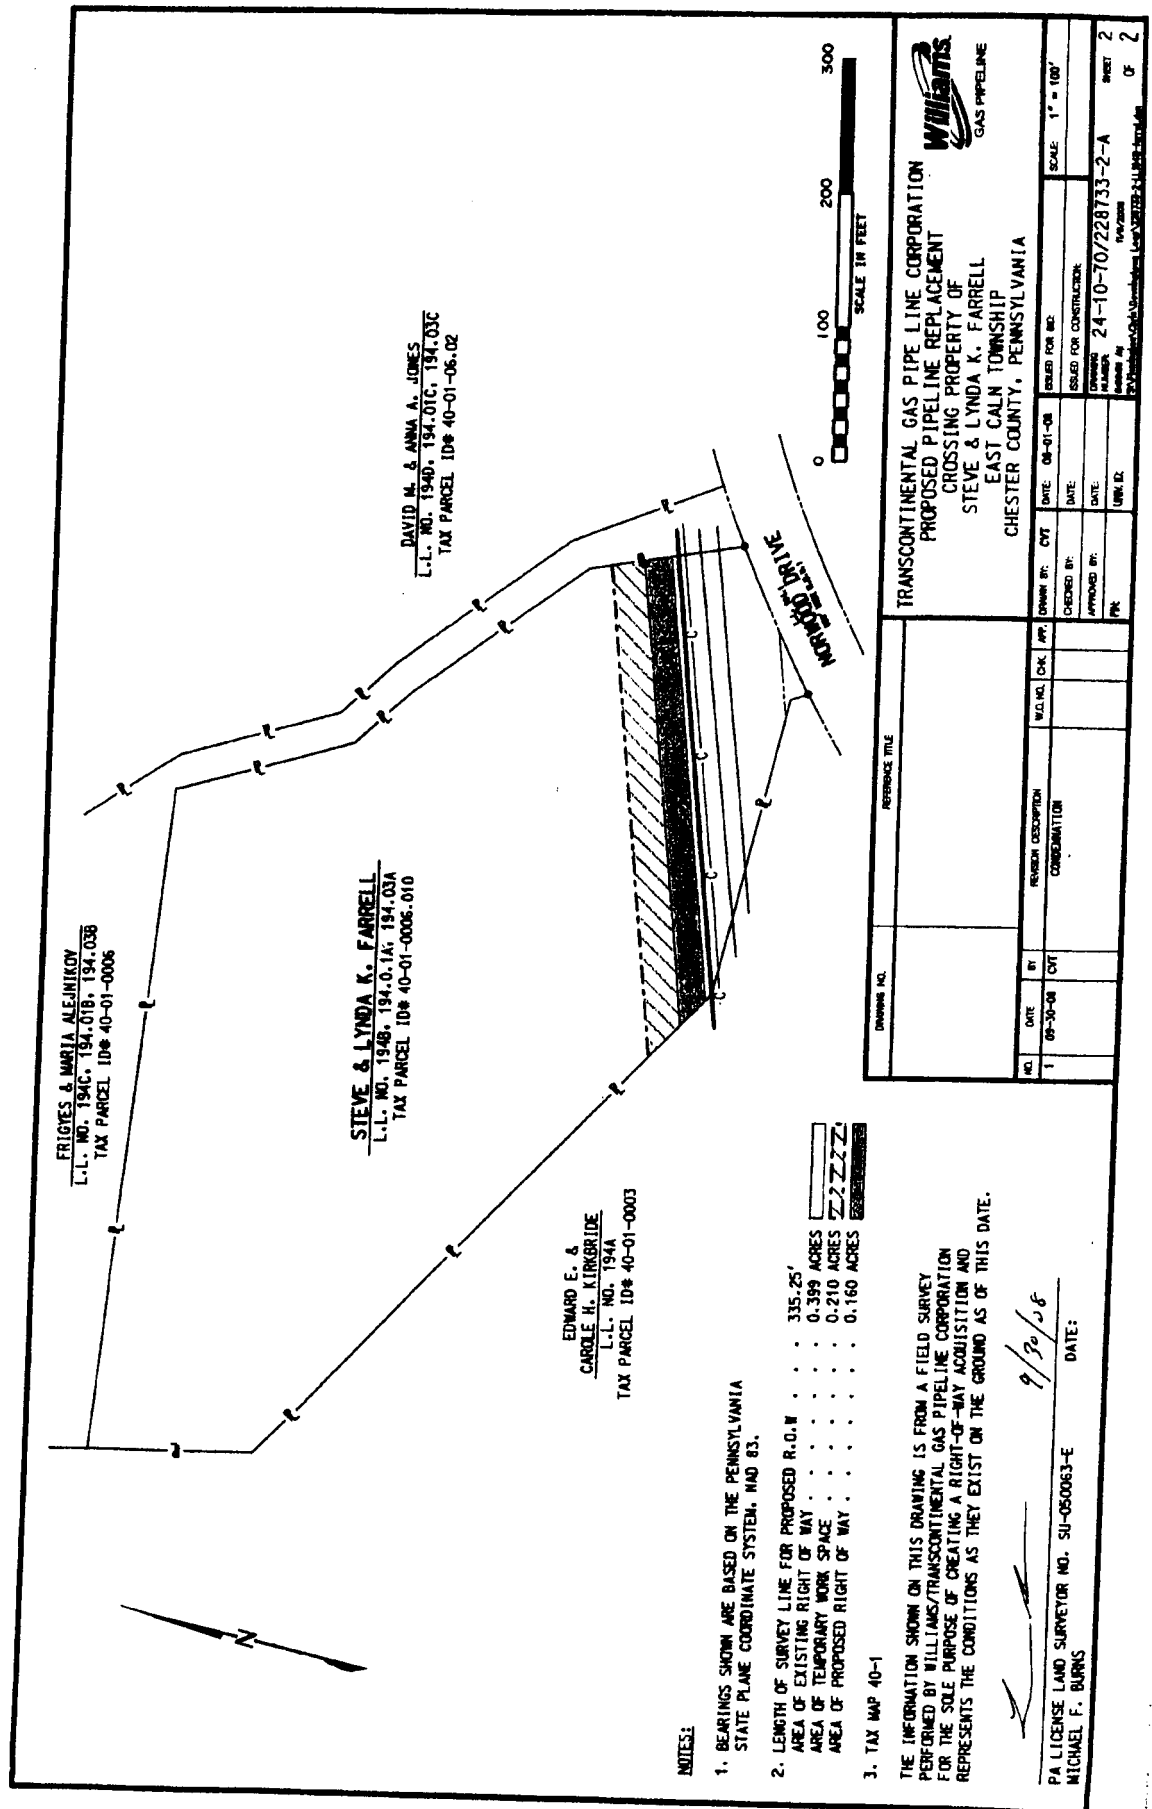 FRIGYES & MARIA ALEJNIKOV
L.L. NO. 194C, 194.01B, 194.03B
TAX PARCEL ID# 40-01-0006
STEVE & LYNDA K. FARRELL
L.L. NO. 194B, 194.0.1A, 194.03A
TAX PARCEL ID# 40-01-0006.010
DAVID M. & ANNA A. JONES
L.L. NO. 194D, 194.01C, 194.03C
TAX PARCEL ID# 40-01-06.02
EDWARD E. &
CAROLE H. KIRKBRIDE
L.L. NO. 194A
TAX PARCEL ID# 40-01-0003
N
NORWOOD DRIVE
0 100 200 300
SCALE IN FEET
NOTES:
1. BEARINGS SHOWN ARE BASED ON THE PENNSYLVANIA
STATE PLANE COORDINATE SYSTEM, NAD 83.
2. LENGTH OF SURVEY LINE FOR PROPOSED R.O.W . . . . 335.25'
AREA OF EXISTING RIGHT OF WAY . . . . . . . 0.399 ACRES
AREA OF TEMPORARY WORK SPACE . . . . . . . 0.210 ACRES
AREA OF PROPOSED RIGHT OF WAY . . . . . . . 0.160 ACRES
3. TAX MAP 40-1
THE INFORMATION SHOWN ON THIS DRAWING IS FROM A FIELD SURVEY
PERFORMED BY WILLIAMS/TRANSCONTINENTAL GAS PIPELINE CORPORATION
FOR THE SOLE PURPOSE OF CREATING A RIGHT-OF-WAY ACQUISITION AND
REPRESENTS THE CONDITIONS AS THEY EXIST ON THE GROUND AS OF THIS DATE.
9/30/08
PA LICENSE LAND SURVEYOR NO. SU-050063-E DATE:
MICHAEL F. BURNS
DRAWING NO. REFERENCE TITLE
NO. DATE BY REVISION DESCRIPTION W.O. NO. CHK. APP.
1 09-30-08 CVT CONDEMNATION
TRANSCONTINENTAL GAS PIPE LINE CORPORATION
PROPOSED PIPELINE REPLACEMENT
CROSSING PROPERTY OF
STEVE & LYNDA K. FARRELL
EAST CALN TOWNSHIP
CHESTER COUNTY, PENNSYLVANIA
Williams
GAS PIPELINE
DRAWN BY: CVT DATE: 08-01-08 ISSUED FOR BID: SCALE: 1" = 100'
CHECKED BY: DATE: ISSUED FOR CONSTRUCTION:
APPROVED BY: DATE: DRAWING NUMBER: 24-10-70/228733-2-A SHEET 2
OF 2